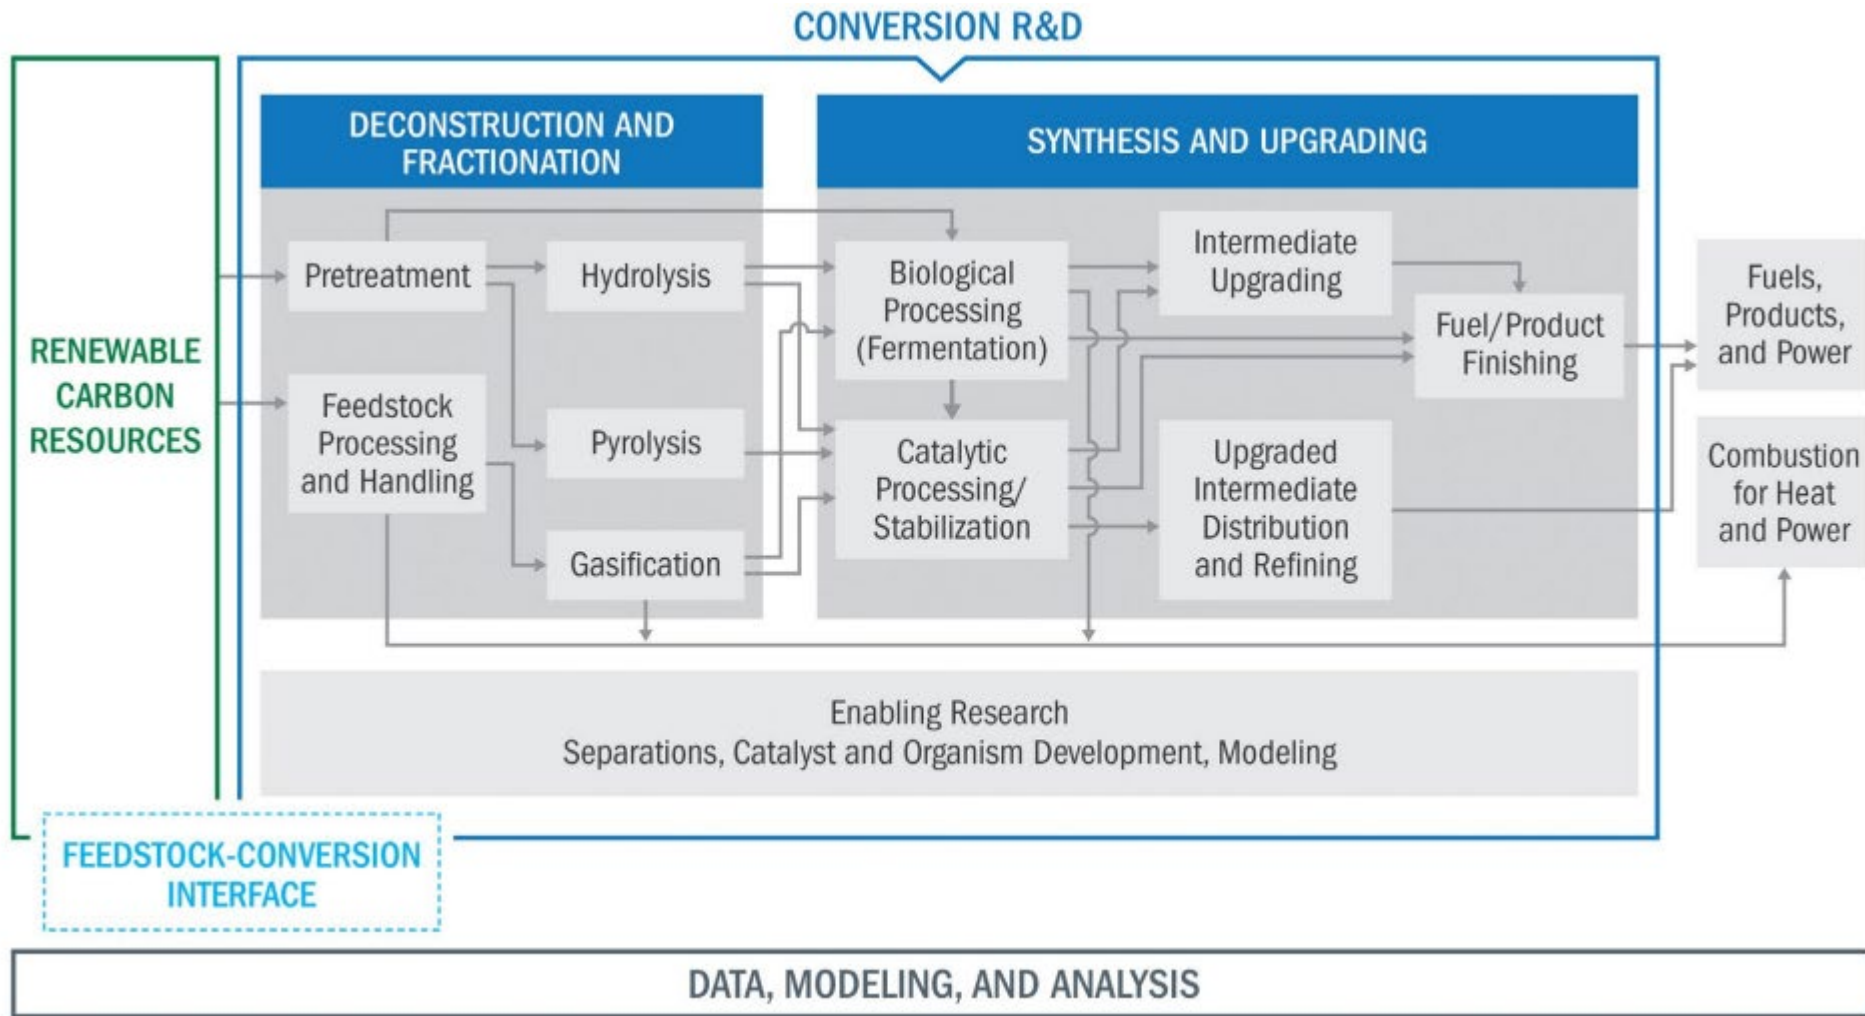 CONVERSION R&D
RENEWABLE
CARBON
RESOURCES
DECONSTRUCTION AND
FRACTIONATION
Pretreatment
Hydrolysis
Feedstock
Processing
and Handling
Pyrolysis
Gasification
SYNTHESIS AND UPGRADING
Biological
Processing
(Fermentation)
Intermediate
Upgrading
Fuel/Product
Finishing
Catalytic
Processing/
Stabilization
Upgraded
Intermediate
Distribution
and Refining
Fuels,
Products,
and Power
Combustion
for Heat
and Power
Enabling Research
Separations, Catalyst and Organism Development, Modeling
FEEDSTOCK-CONVERSION
INTERFACE
DATA, MODELING, AND ANALYSIS